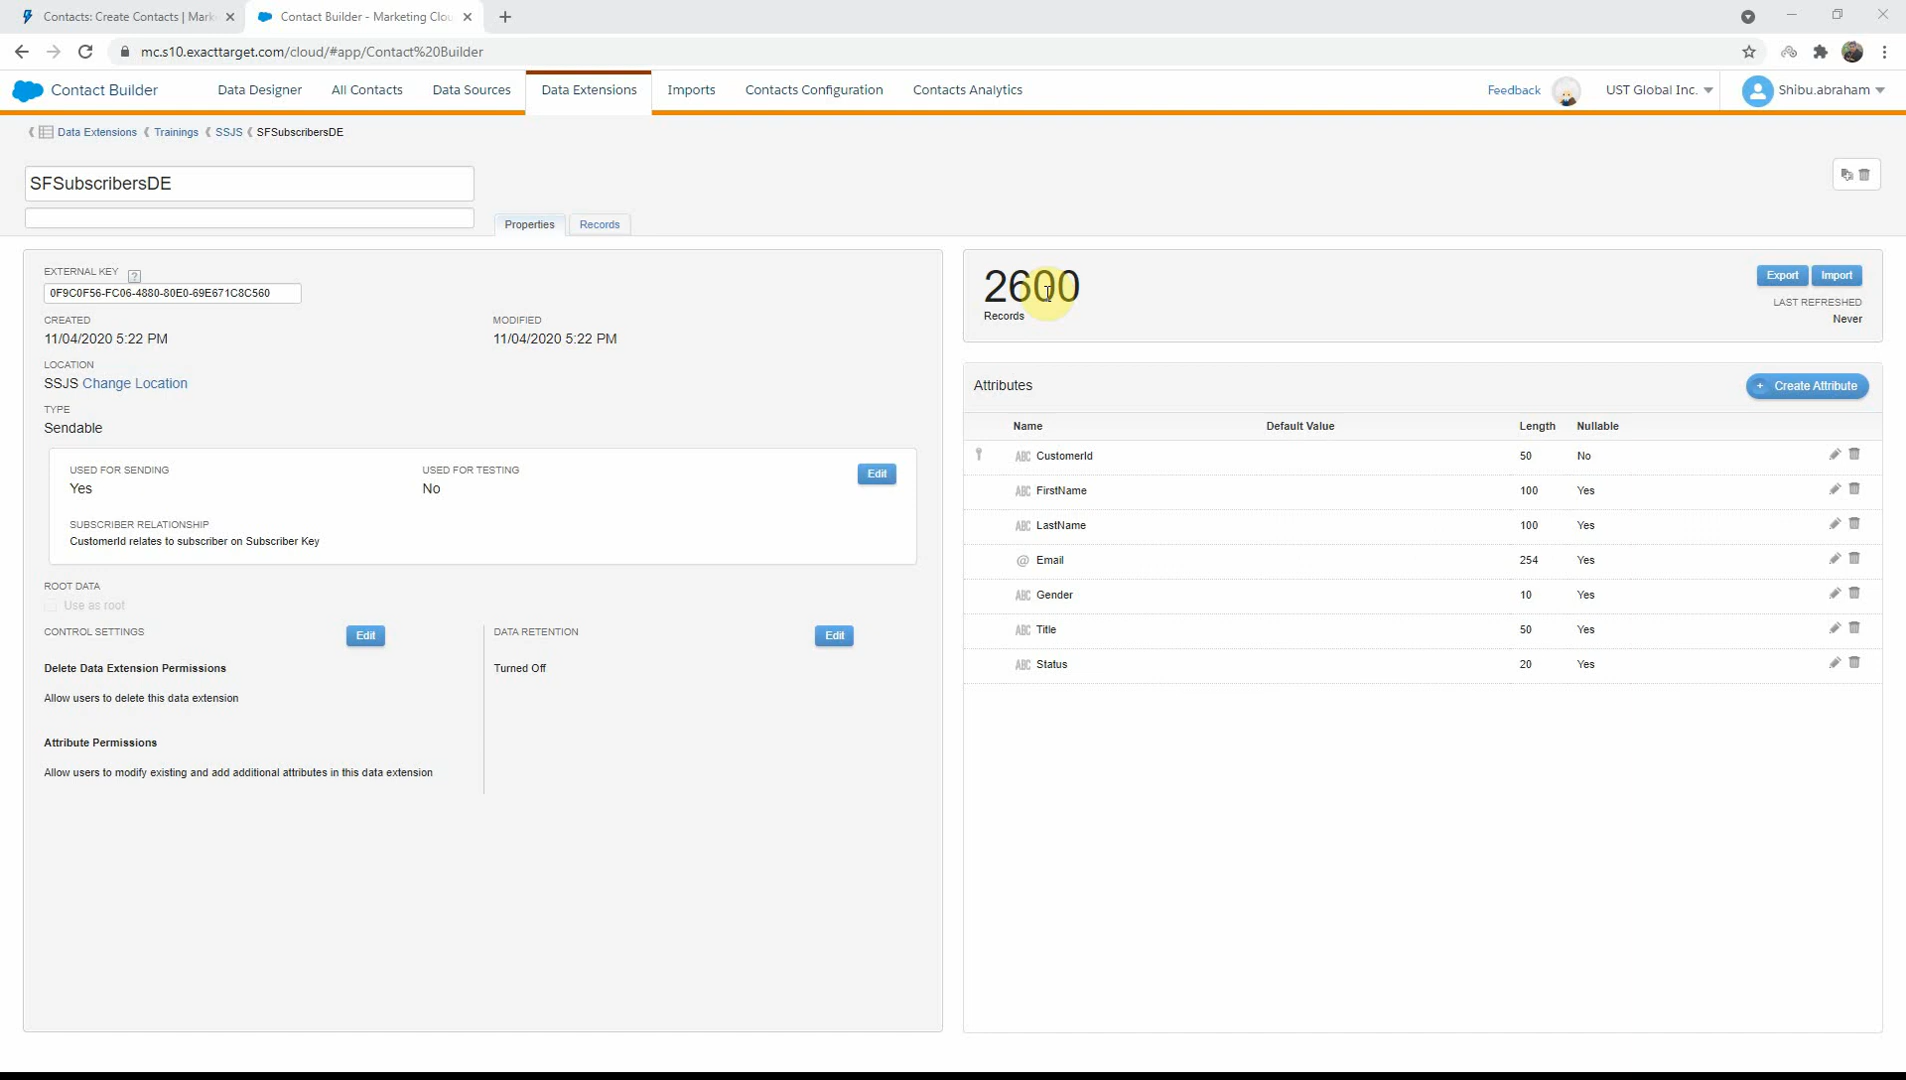 Contacts: Create Contacts | Mark
Contact Builder - Marketing Clou
mc.s10.exacttarget.com/cloud/#app/Contact%20Builder
Contact Builder
Data Designer
All Contacts
Data Sources
Data Extensions
Imports
Contacts Configuration
Contacts Analytics
Feedback
UST Global Inc.
Shibu.abraham
Data Extensions
Trainings
SSJS
SFSubscribersDE
SFSubscribersDE
Properties
Records
EXTERNAL KEY ?
0F9C0F56-FC06-4880-80E0-69E671C8C560
CREATED
11/04/2020 5:22 PM
MODIFIED
11/04/2020 5:22 PM
LOCATION
SSJS Change Location
TYPE
Sendable
USED FOR SENDING
Yes
USED FOR TESTING
No
Edit
SUBSCRIBER RELATIONSHIP
CustomerId relates to subscriber on Subscriber Key
ROOT DATA
Use as root
CONTROL SETTINGS
Edit
Delete Data Extension Permissions
Allow users to delete this data extension
Attribute Permissions
Allow users to modify existing and add additional attributes in this data extension
DATA RETENTION
Edit
Turned Off
2600
Records
Export
Import
LAST REFRESHED
Never
Attributes
+ Create Attribute
Name Default Value Length Nullable
ABC CustomerId 50 No
ABC FirstName 100 Yes
ABC LastName 100 Yes
@ Email 254 Yes
ABC Gender 10 Yes
ABC Title 50 Yes
ABC Status 20 Yes